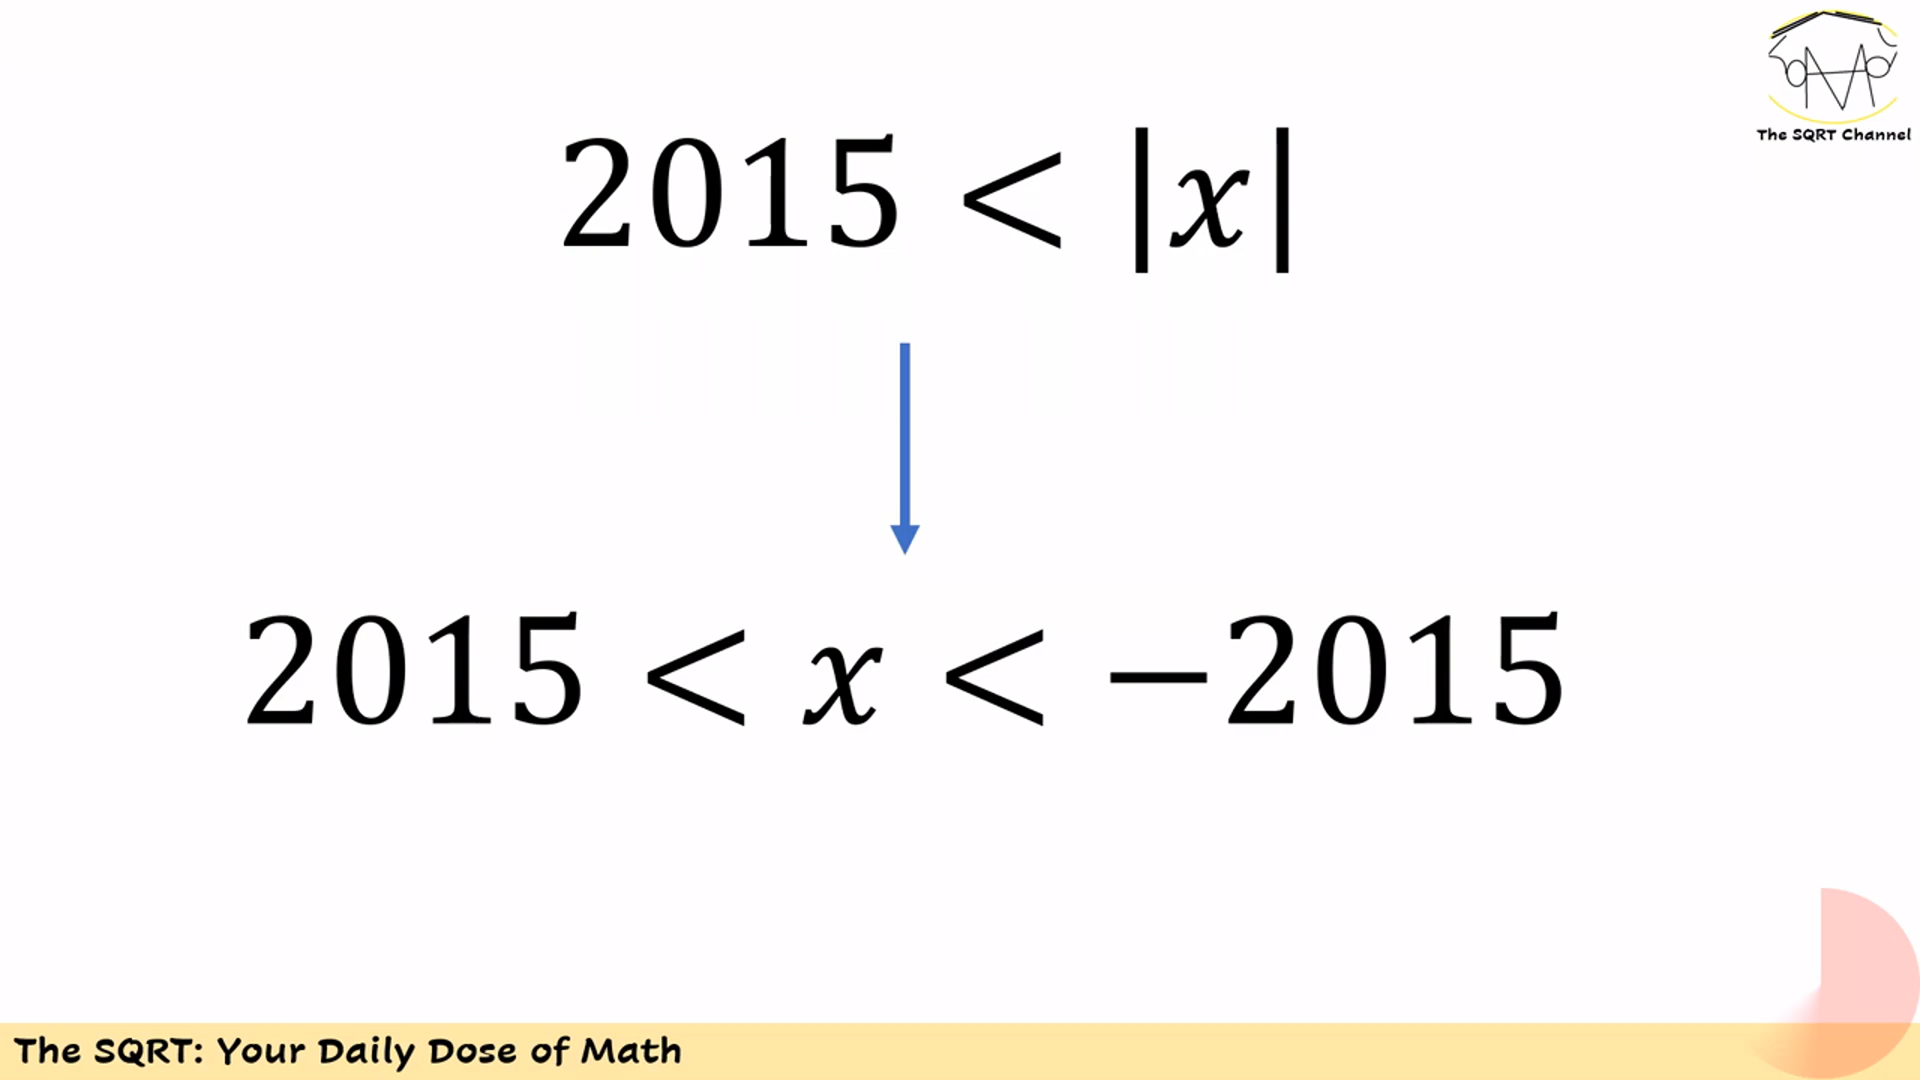 The SQRT Channel
2015 < |x|
2015 < x < −2015
The SQRT: Your Daily Dose of Math